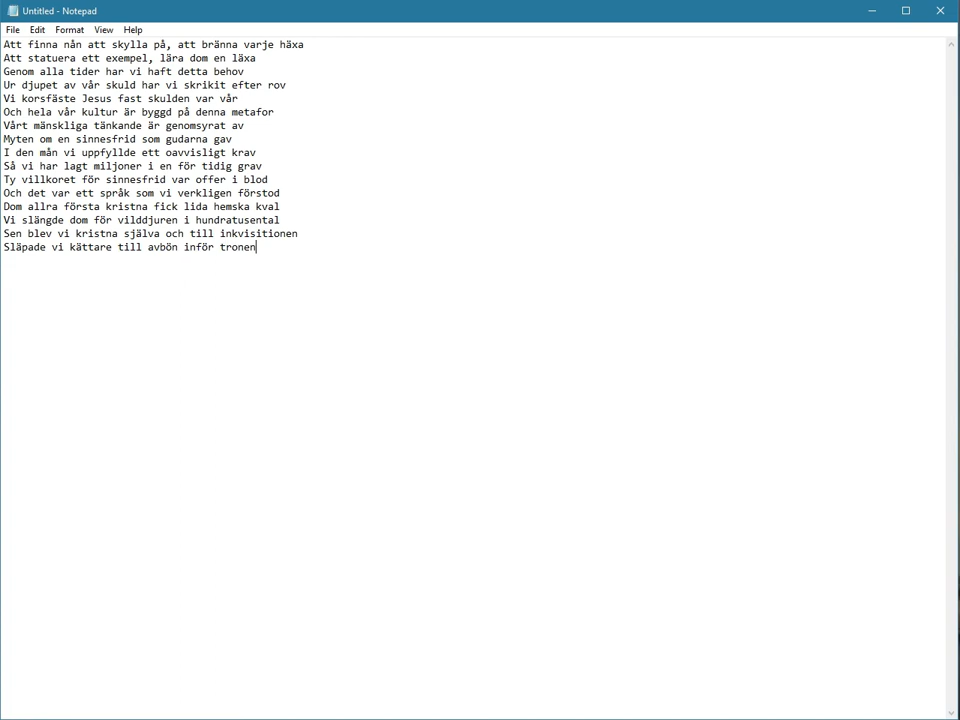 Untitled - Notepad
File Edit Format View Help
Att finna nån att skylla på, att bränna varje häxa
Att statuera ett exempel, lära dom en läxa
Genom alla tider har vi haft detta behov
Ur djupet av vår skuld har vi skrikit efter rov
Vi korsfäste Jesus fast skulden var vår
Och hela vår kultur är byggd på denna metafor
Vårt mänskliga tänkande är genomsyrat av
Myten om en sinnesfrid som gudarna gav
I den mån vi uppfyllde ett oavvisligt krav
Så vi har lagt miljoner i en för tidig grav
Ty villkoret för sinnesfrid var offer i blod
Och det var ett språk som vi verkligen förstod
Dom allra första kristna fick lida hemska kval
Vi slängde dom för vilddjuren i hundratusental
Sen blev vi kristna själva och till inkvisitionen
Släpade vi kättare till avbön inför tronen